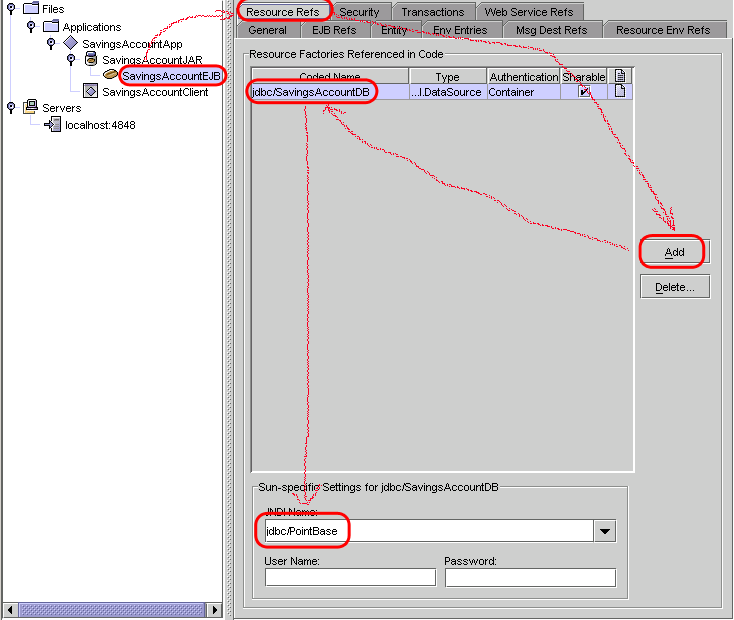 Files
Applications
SavingsAccountApp
SavingsAccountJAR
SavingsAccountEJB
SavingsAccountClient
Servers
localhost:4848
Resource Refs Security Transactions Web Service Refs
General EJB Refs Entity Env Entries Msg Dest Refs Resource Env Refs
Resource Factories Referenced in Code
Coded Name Type Authentication Sharable
jdbc/SavingsAccountDB ...l.DataSource Container
Add
Delete...
Sun-specific Settings for jdbc/SavingsAccountDB
JNDI Name:
jdbc/PointBase
User Name: Password: